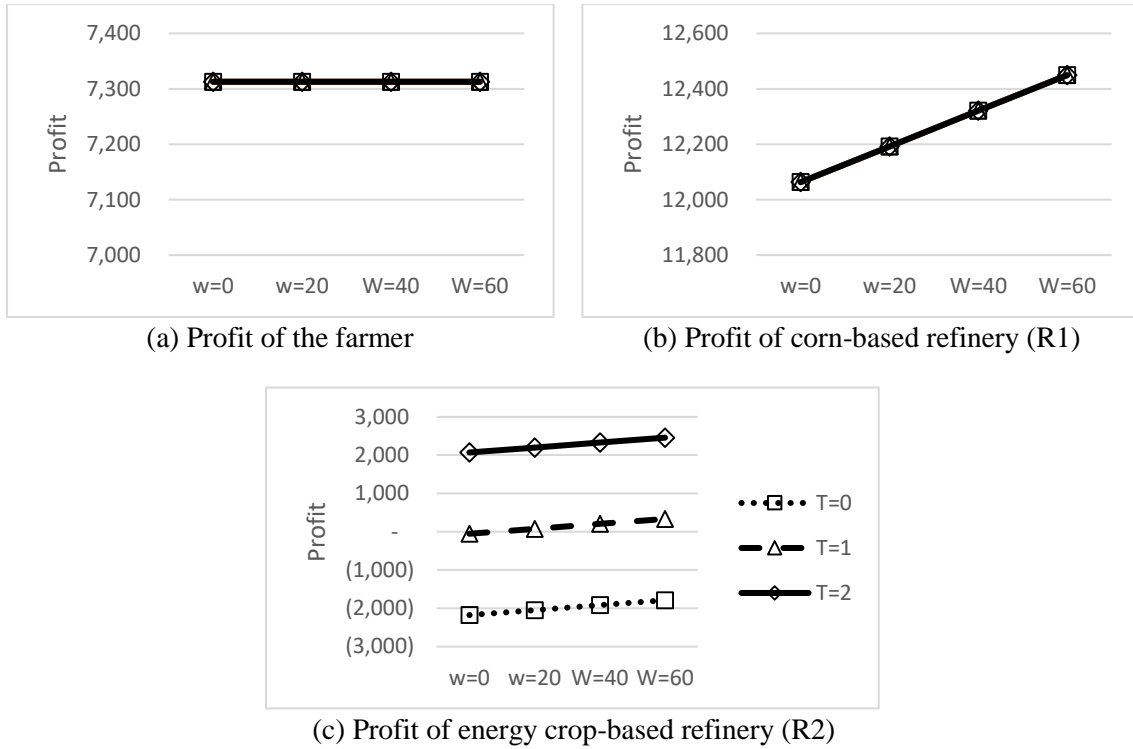 7,400
7,300
7,200
7,100
7,000
Profit
w=0 w=20 W=40 W=60
(a) Profit of the farmer
12,600
12,400
12,200
12,000
11,800
Profit
w=0 w=20 W=40 W=60
(b) Profit of corn-based refinery (R1)
3,000
2,000
1,000
-
(1,000)
(2,000)
(3,000)
Profit
w=0 w=20 W=40 W=60
T=0
T=1
T=2
(c) Profit of energy crop-based refinery (R2)